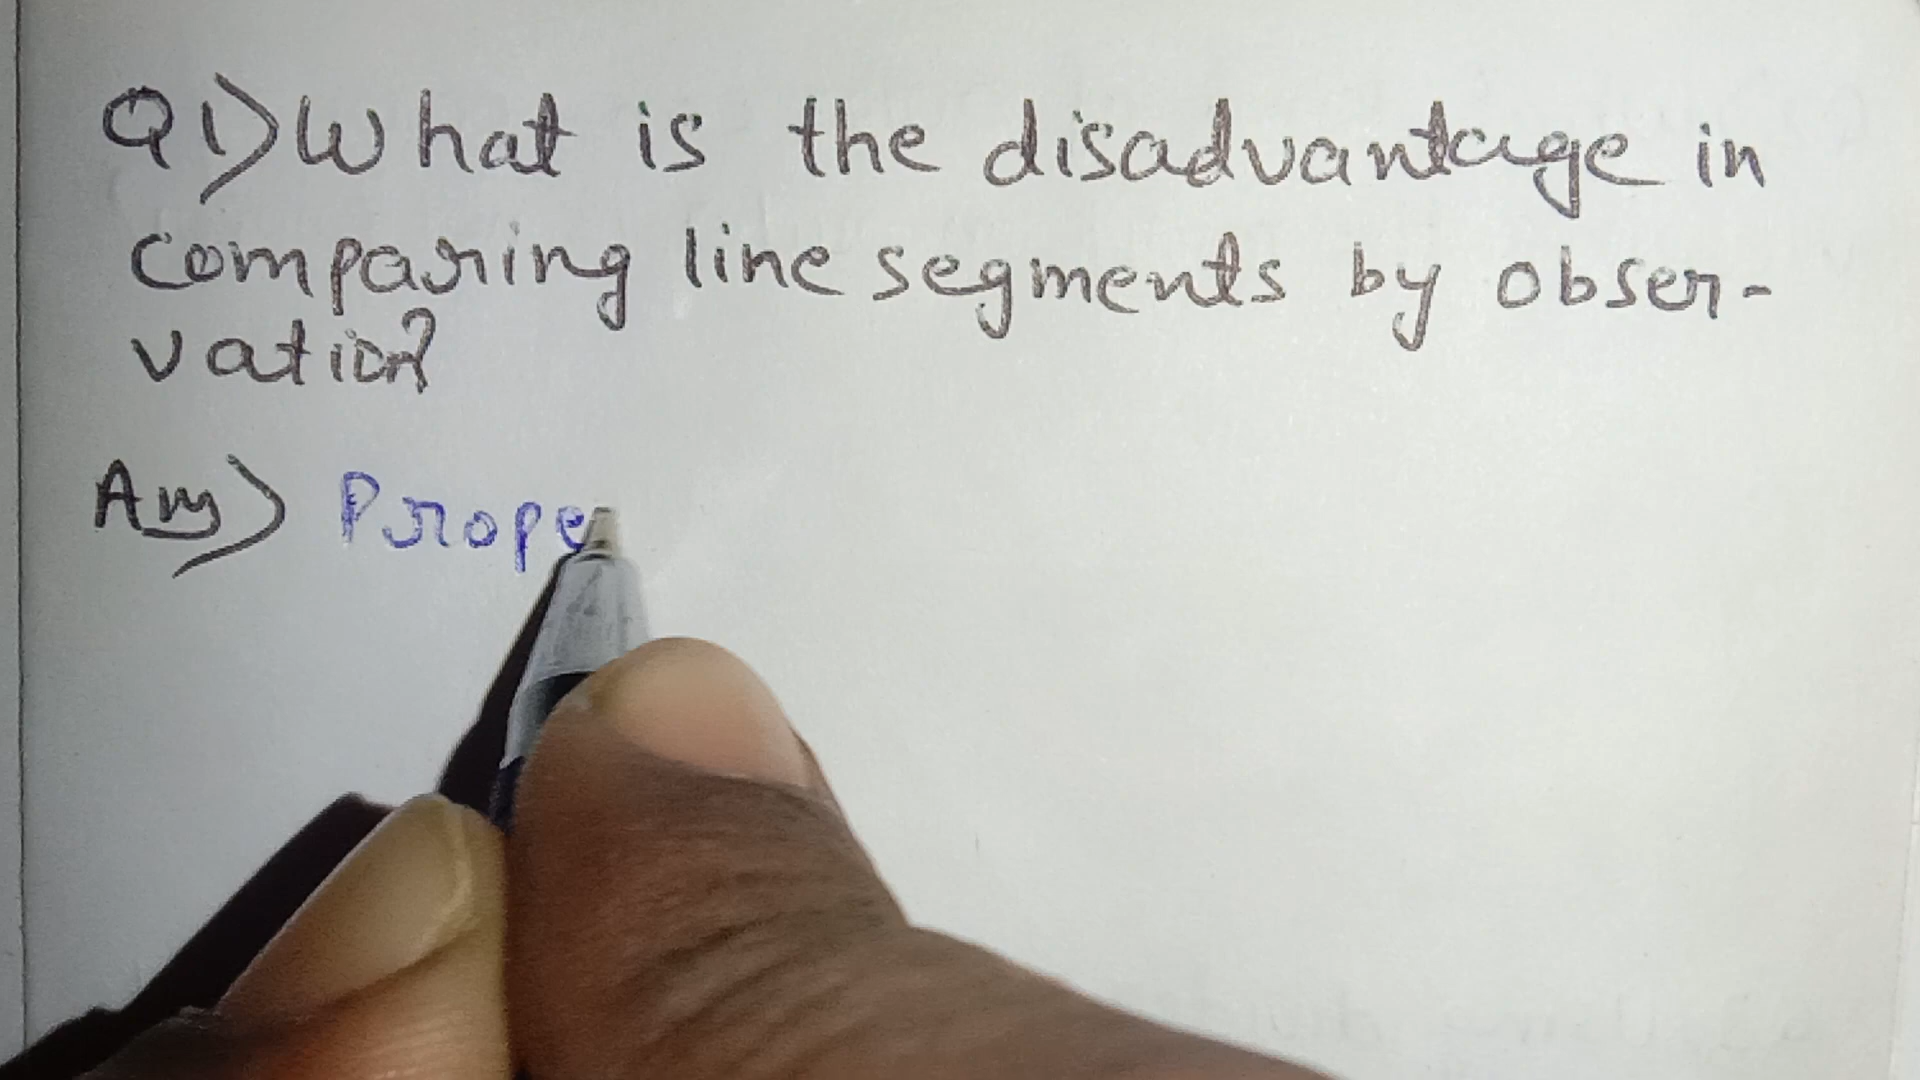 Q1) What is the disadvantage in
comparing line segments by obser-
vation?
Ans) Prope